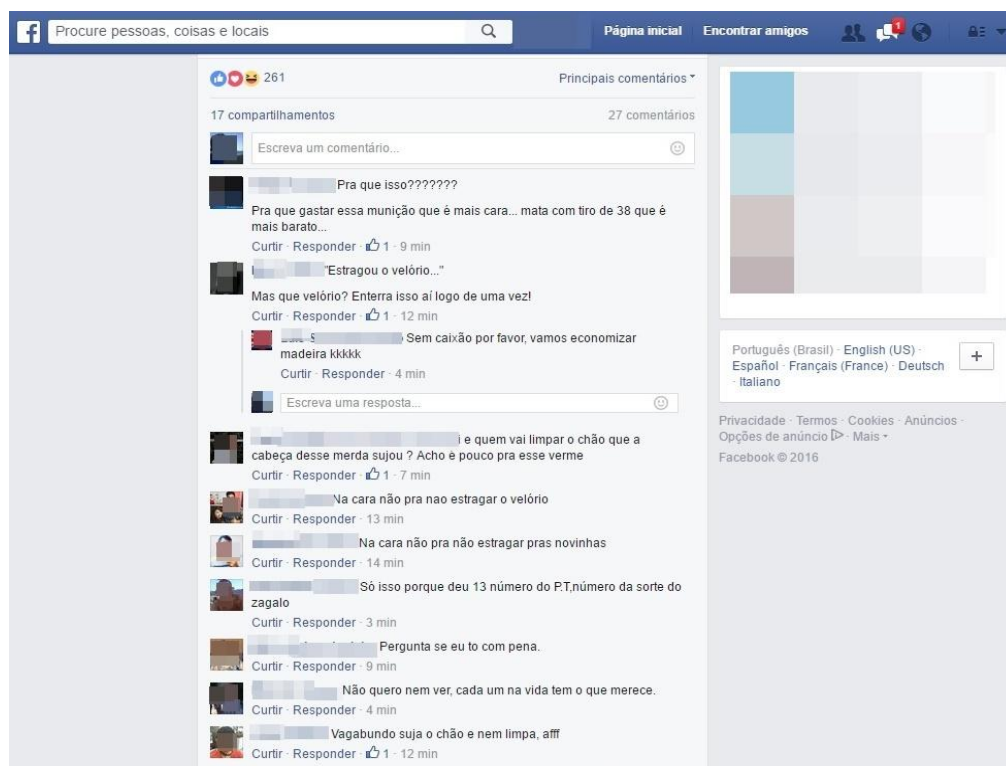 f
Procure pessoas, coisas e locais
Página inicial
Encontrar amigos
1
261
Principais comentários
17 compartilhamentos
27 comentários
Escreva um comentário...
Pra que isso???????
Pra que gastar essa munição que é mais cara... mata com tiro de 38 que é
mais barato...
Curtir · Responder · 1 · 9 min
"Estragou o velório..."
Mas que velório? Enterra isso aí logo de uma vez!
Curtir · Responder · 1 · 12 min
Sem caixão por favor, vamos economizar
madeira kkkkk
Curtir · Responder · 4 min
Escreva uma resposta...
e quem vai limpar o chão que a
cabeça desse merda sujou ? Acho é pouco pra esse verme
Curtir · Responder · 1 · 7 min
Na cara não pra nao estragar o velório
Curtir · Responder · 13 min
Na cara não pra não estragar pras novinhas
Curtir · Responder · 14 min
Só isso porque deu 13 número do P.T,número da sorte do
zagalo
Curtir · Responder · 3 min
Pergunta se eu to com pena.
Curtir · Responder · 9 min
Não quero nem ver, cada um na vida tem o que merece.
Curtir · Responder · 4 min
Vagabundo suja o chão e nem limpa, afff
Curtir · Responder · 1 · 12 min
Português (Brasil) · English (US) ·
Español · Français (France) · Deutsch
· Italiano
+
Privacidade · Termos · Cookies · Anúncios ·
Opções de anúncio · Mais
Facebook © 2016